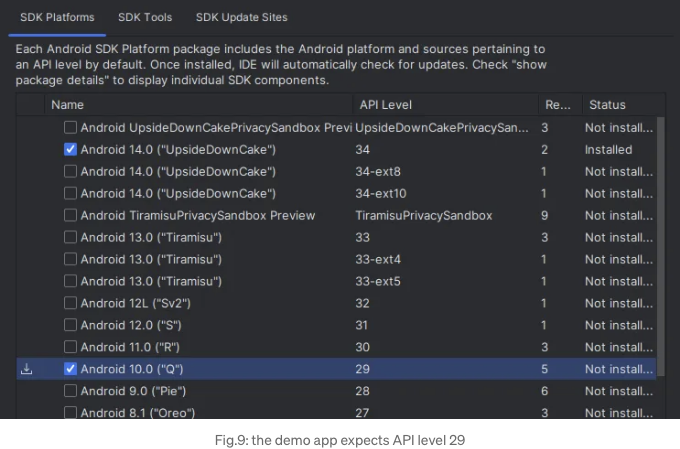 SDK Platforms SDK Tools SDK Update Sites
Each Android SDK Platform package includes the Android platform and sources pertaining to
an API level by default. Once installed, IDE will automatically check for updates. Check "show
package details" to display individual SDK components.
Name API Level Re... Status
Android UpsideDownCakePrivacySandbox Previ UpsideDownCakePrivacySan... 3 Not install...
Android 14.0 ("UpsideDownCake") 34 2 Installed
Android 14.0 ("UpsideDownCake") 34-ext8 1 Not install...
Android 14.0 ("UpsideDownCake") 34-ext10 1 Not install...
Android TiramisuPrivacySandbox Preview TiramisuPrivacySandbox 9 Not install...
Android 13.0 ("Tiramisu") 33 3 Not install...
Android 13.0 ("Tiramisu") 33-ext4 1 Not install...
Android 13.0 ("Tiramisu") 33-ext5 1 Not install...
Android 12L ("Sv2") 32 1 Not install...
Android 12.0 ("S") 31 1 Not install...
Android 11.0 ("R") 30 3 Not install...
Android 10.0 ("Q") 29 5 Not install...
Android 9.0 ("Pie") 28 6 Not install...
Android 8.1 ("Oreo") 27 3 Not install...
Fig.9: the demo app expects API level 29